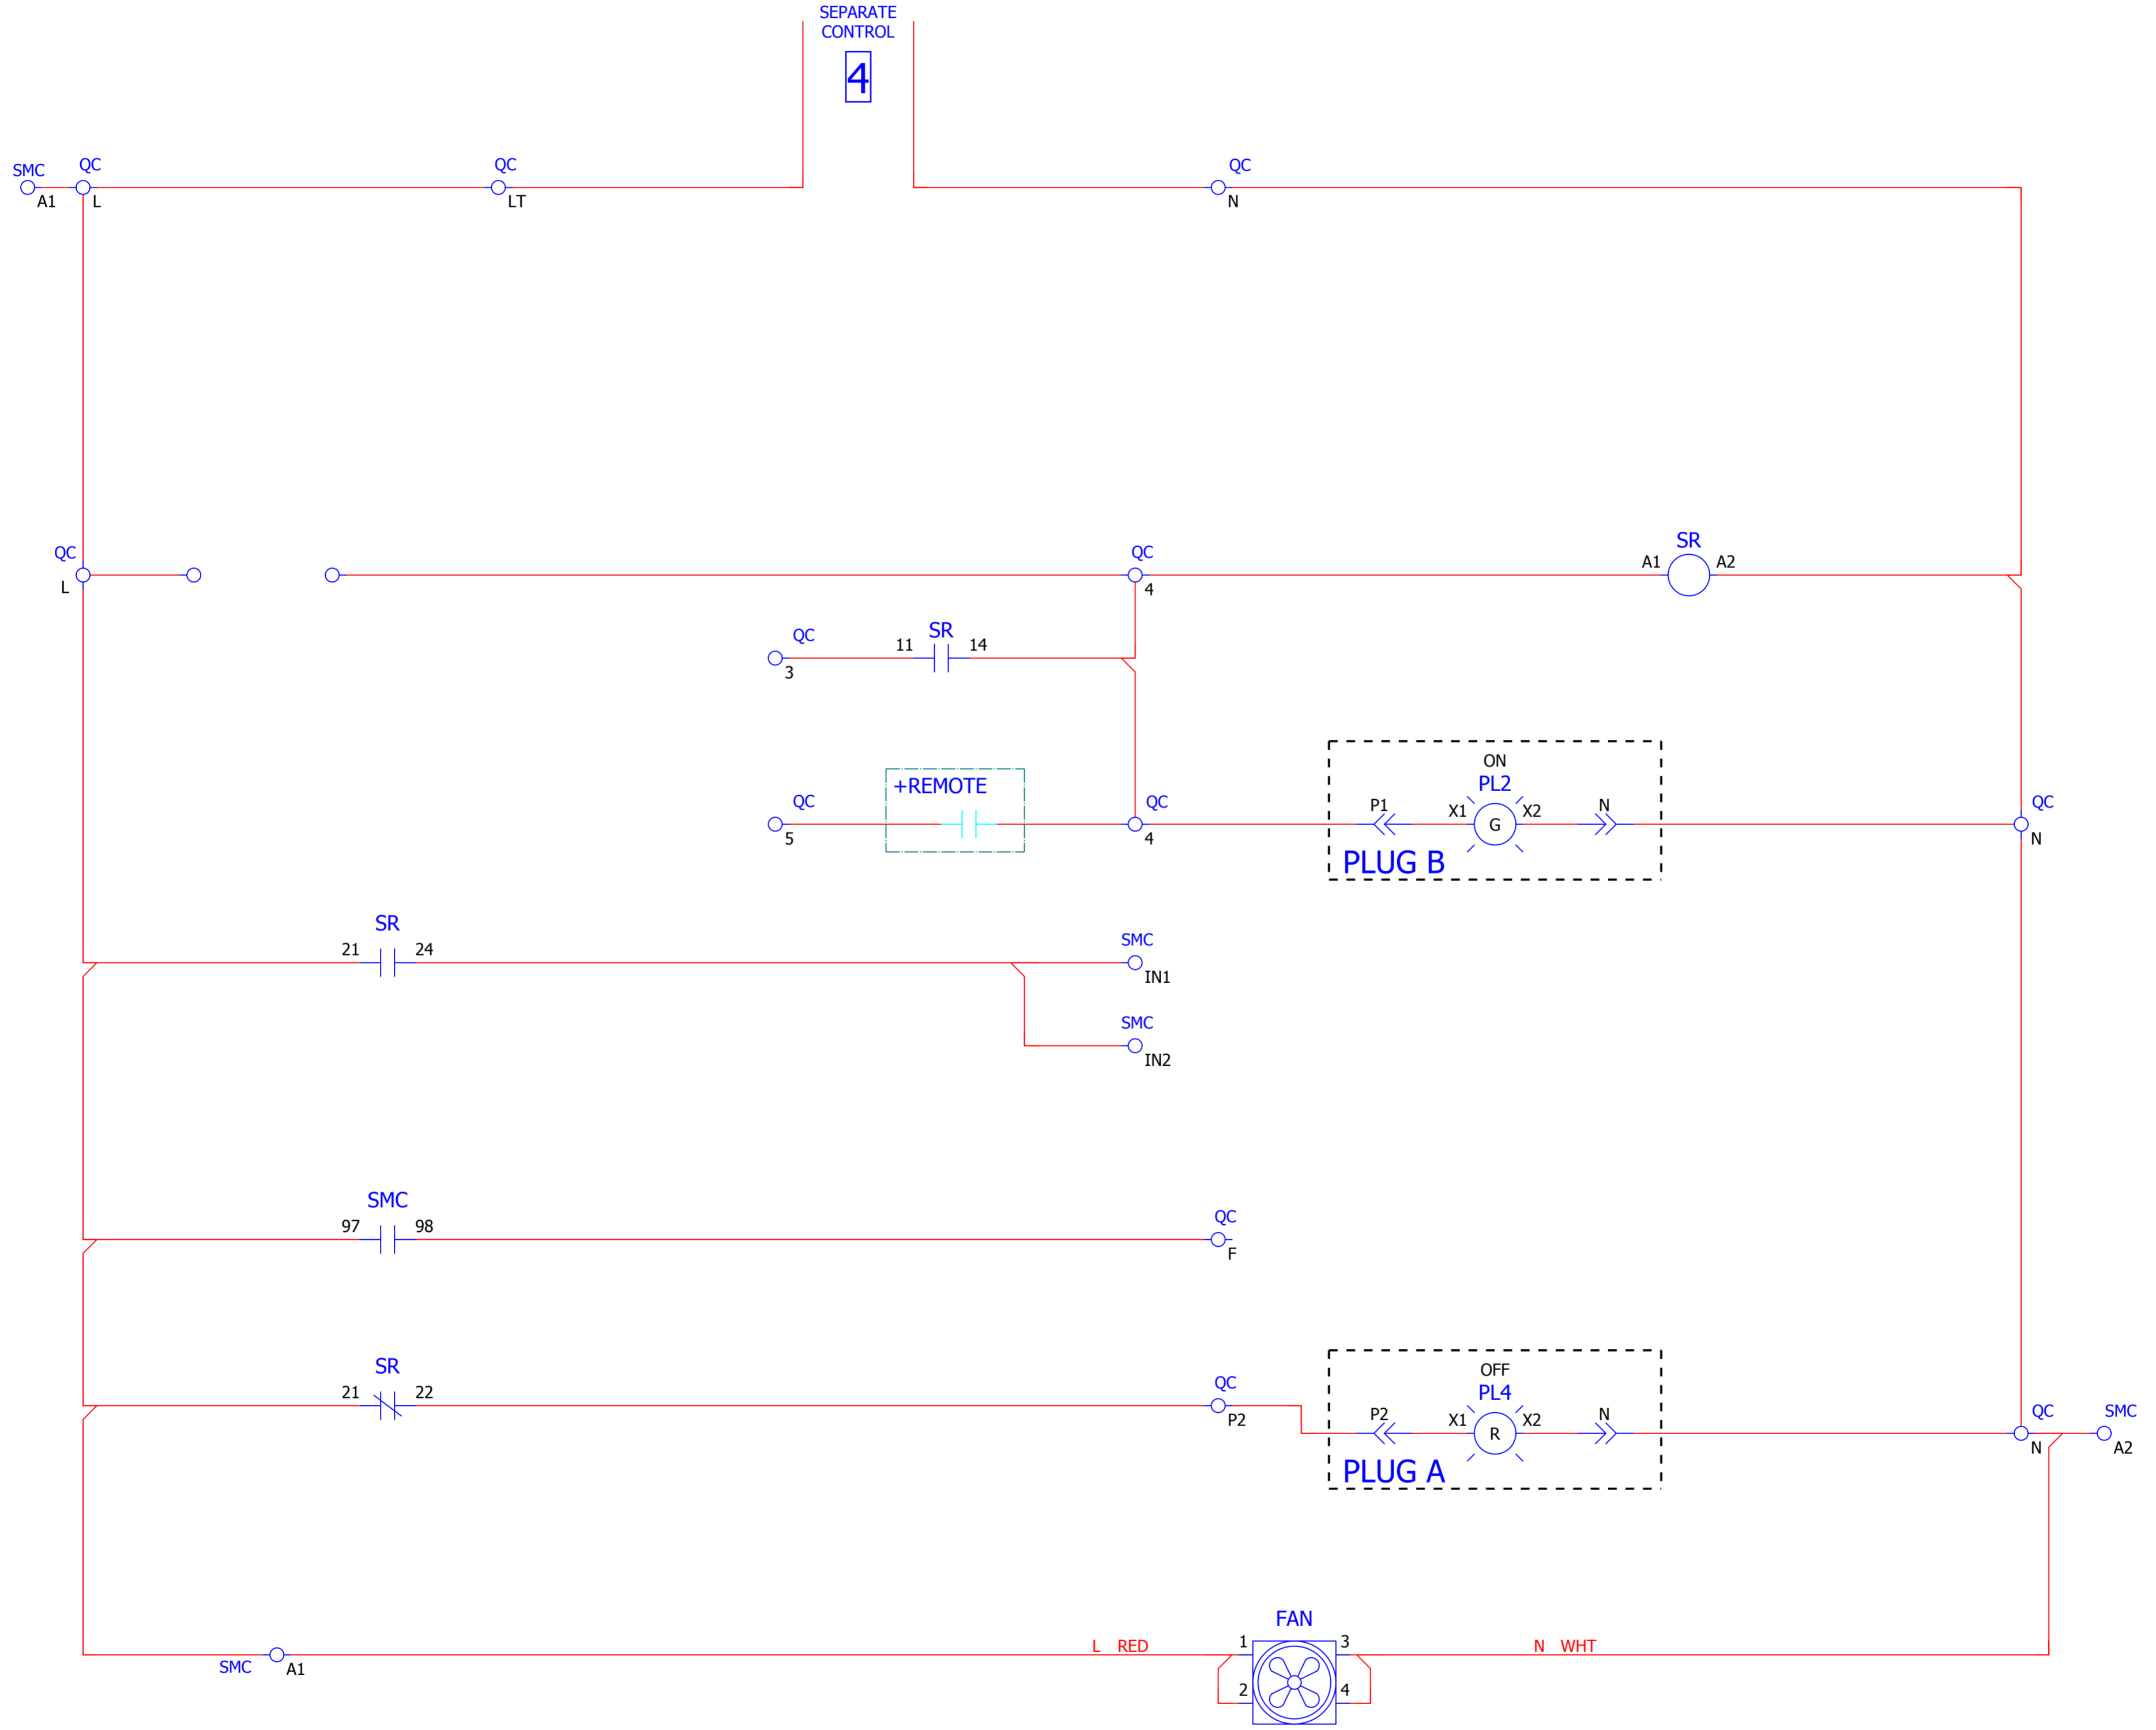 SEPARATE
CONTROL
4
SMC
QC
QC
QC
A1
L
LT
N
QC
QC
SR
L
4
A1
A2
QC
SR
3
11
14
QC
+REMOTE
QC
QC
5
4
N
ON
PL2
P1
X1
G
X2
N
PLUG B
SR
21
24
SMC
IN1
SMC
IN2
SMC
97
98
QC
F
SR
21
22
QC
P2
OFF
PL4
P2
X1
R
X2
N
PLUG A
QC
SMC
N
A2
FAN
SMC
A1
L RED
1
3
N WHT
2
4